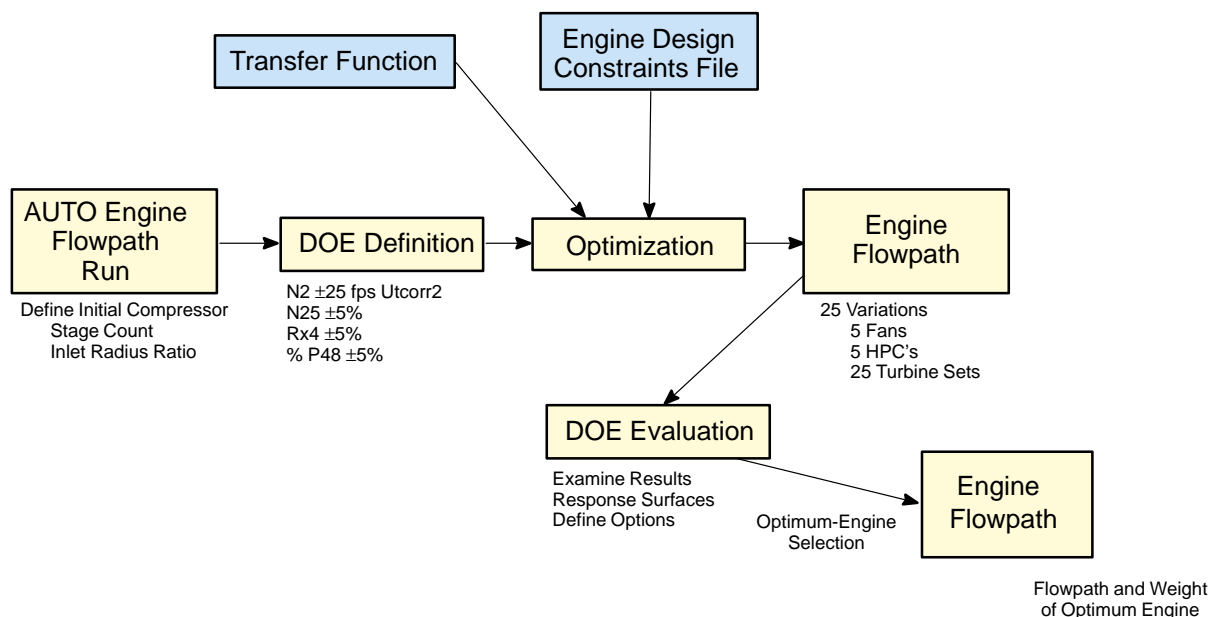 Transfer Function
Engine Design
Constraints File
AUTO Engine
Flowpath
Run
Define Initial Compressor
Stage Count
Inlet Radius Ratio
DOE Definition
N2 ±25 fps Utcorr2
N25 ±5%
Rx4 ±5%
% P48 ±5%
Optimization
Engine
Flowpath
25 Variations
5 Fans
5 HPC's
25 Turbine Sets
DOE Evaluation
Examine Results
Response Surfaces
Define Options
Optimum-Engine
Selection
Engine
Flowpath
Flowpath and Weight
of Optimum Engine